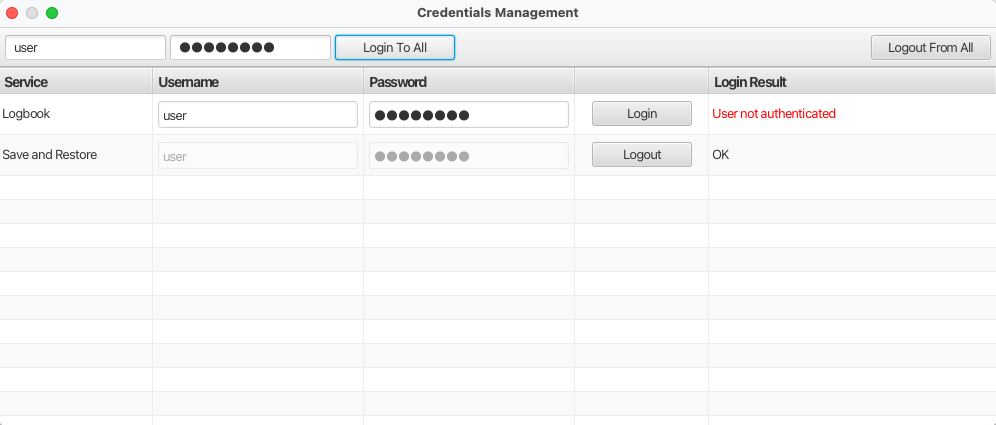 Credentials Management
user ●●●●●●●● Login To All Logout From All
Service Username Password Login Result
Logbook user ●●●●●●●● Login User not authenticated
Save and Restore user ●●●●●●●● Logout OK